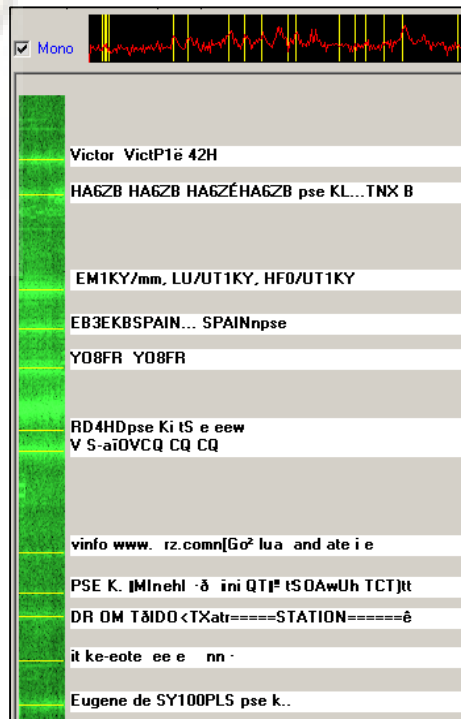 Mono
Victor VictP1ë 42H
HA6ZB HA6ZB HA6ZÉHA6ZB pse KL...TNX B
EM1KY/mm, LU/UT1KY, HF0/UT1KY
EB3EKBSPAIN... SPAINnpse
YO8FR YO8FR
RD4HDpse Ki tS e eew
V S-aïOVCQ CQ CQ
vinfo www. rz.comn[Go² lua and ate i e
PSE K. ini tSOAwUh TCT)tt
DR OM TðIDO<TXatr=====STATION======ê
it ke-eote ee e nn ·
Eugene de SY100PLS pse k..